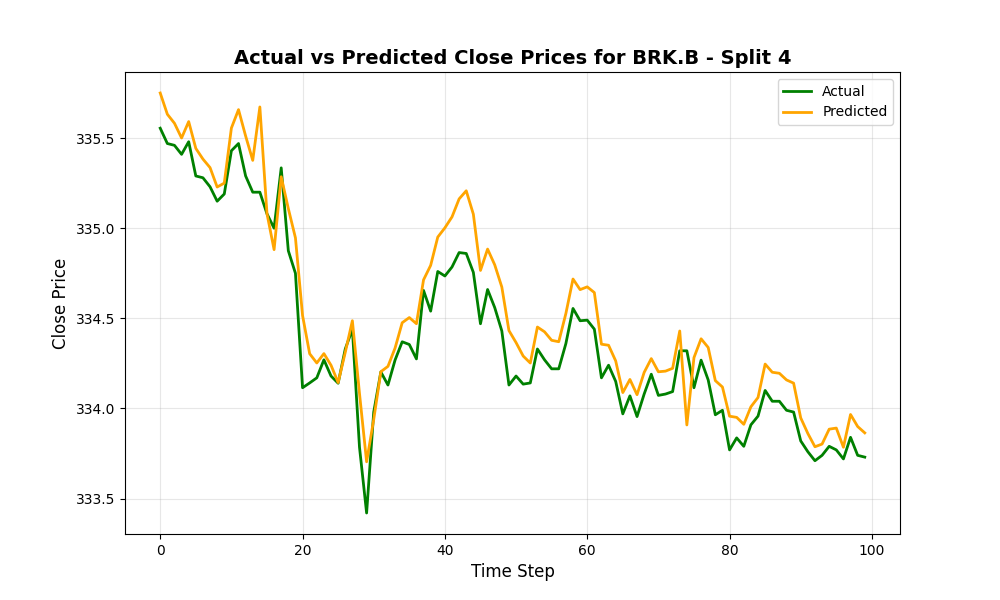 Actual vs Predicted Close Prices for BRK.B - Split 4
Actual
Predicted
Close Price
335.5
335.0
334.5
334.0
333.5
0 20 40 60 80 100
Time Step